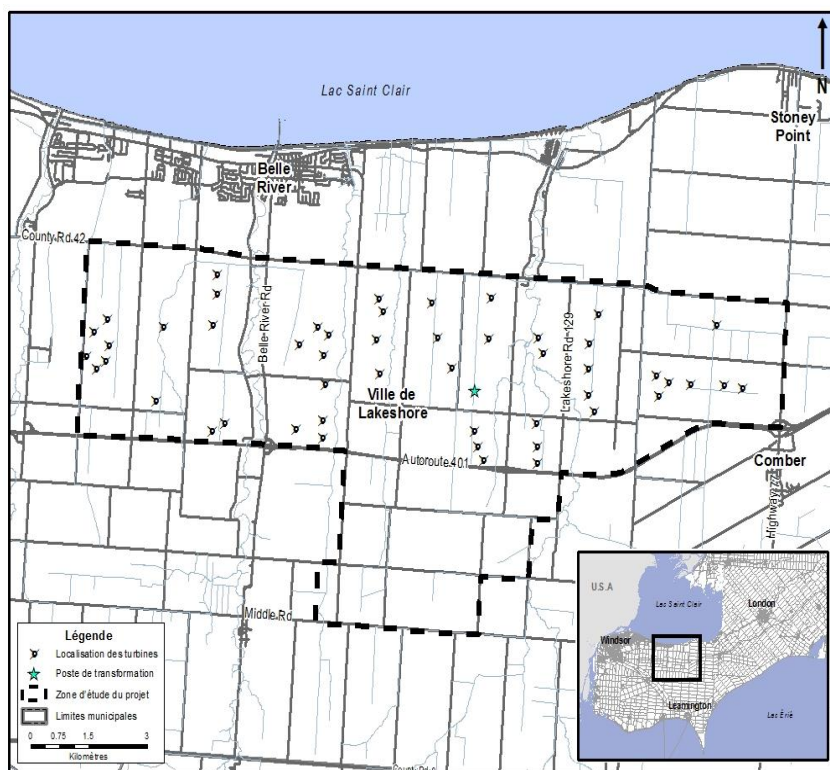 Lac Saint Clair
N
Stoney
Point
Belle
River
County Rd 42
Belle River Rd
Lakeshore Rd 129
Ville de
Lakeshore
Autoroute 401
Comber
Highway 77
Middle Rd
Légende
Localisation des turbines
Poste de transformation
Zone d'étude du projet
Limites municipales
0 0.75 1.5 3
Kilomètres
U.S.A
Lac Saint Clair
London
Windsor
Leamington
Lac Érié